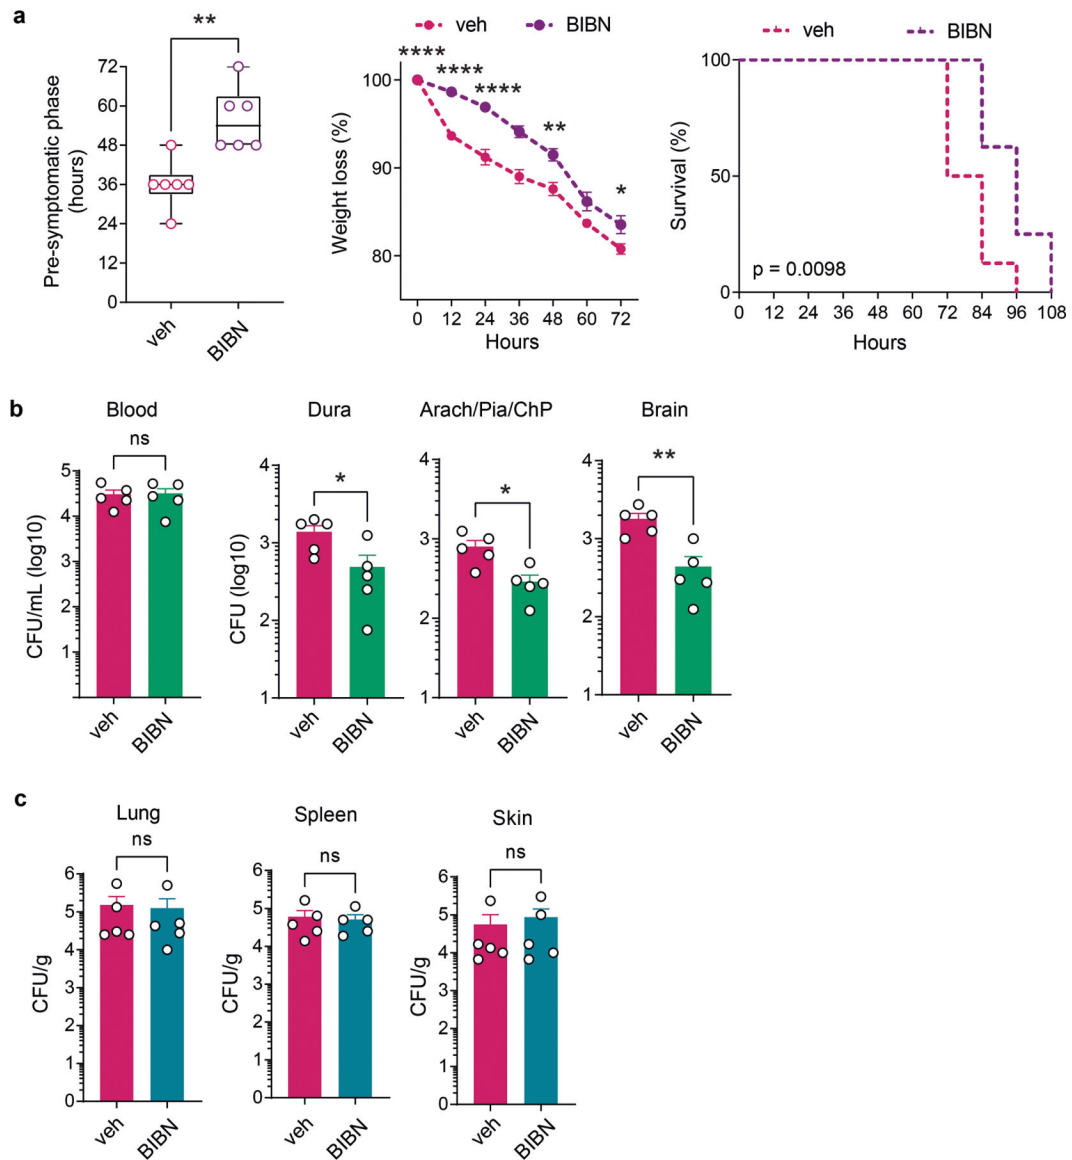 a
**
72
60
48
36
24
12
0
Pre-symptomatic phase
(hours)
veh
BIBN
veh
BIBN
****
****
****
**
*
100
90
80
Weight loss (%)
0 12 24 36 48 60 72
Hours
veh
BIBN
100
50
0
Survival (%)
p = 0.0098
0 12 24 36 48 60 72 84 96 108
Hours
b
Blood
ns
5
4
3
2
1
CFU/mL (log10)
veh
BIBN
Dura
*
4
3
2
1
CFU (log10)
veh
BIBN
Arach/Pia/ChP
*
4
3
2
1
veh
BIBN
Brain
**
4
3
2
1
veh
BIBN
c
Lung
ns
6
5
4
3
2
1
0
CFU/g
veh
BIBN
Spleen
ns
6
5
4
3
2
1
0
CFU/g
veh
BIBN
Skin
ns
6
5
4
3
2
1
0
CFU/g
veh
BIBN